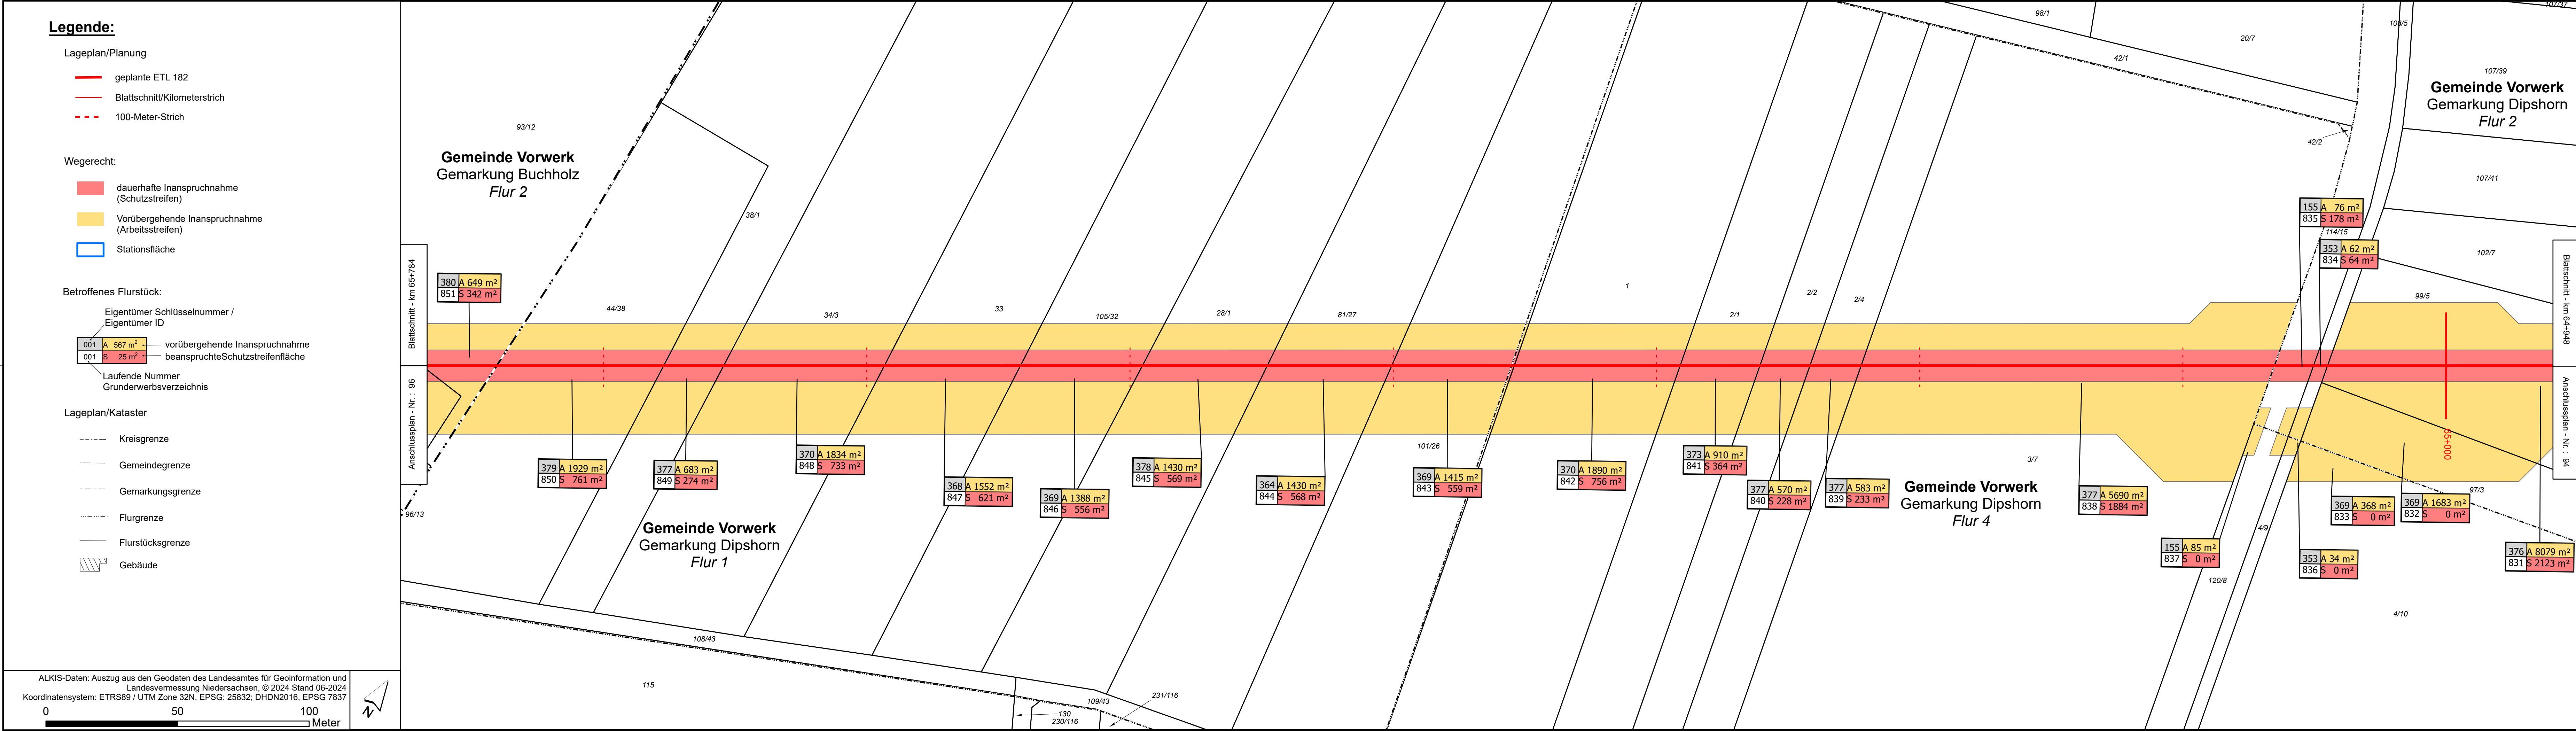 Legende:
Lageplan/Planung
geplante ETL 182
Blattschnitt/Kilometerstrich
100-Meter-Strich
Wegerecht:
dauerhafte Inanspruchnahme
(Schutzstreifen)
Vorübergehende Inanspruchnahme
(Arbeitsstreifen)
Stationsfläche
Betroffenes Flurstück:
Eigentümer Schlüsselnummer /
Eigentümer ID
001 A 567 m²
vorübergehende Inanspruchnahme
001 S 25 m²
beanspruchteSchutzstreifenfläche
Laufende Nummer
Grunderwerbsverzeichnis
Lageplan/Kataster
Kreisgrenze
Gemeindegrenze
Gemarkungsgrenze
Flurgrenze
Flurstücksgrenze
Gebäude
ALKIS-Daten: Auszug aus den Geodaten des Landesamtes für Geoinformation und
Landesvermessung Niedersachsen, © 2024 Stand 06-2024
Koordinatensystem: ETRS89 / UTM Zone 32N, EPSG: 25832; DHDN2016, EPSG 7837
0 50 100
Meter
N
Blattschnitt - km 65+784
Anschlussplan - Nr. : 96
93/12
Gemeinde Vorwerk
Gemarkung Buchholz
Flur 2
38/1
380 A 649 m²
851 S 342 m²
44/38
34/3
33
105/32
28/1
81/27
1
2/1
2/2
2/4
98/1
20/7
42/1
42/2
108/5
107/37
107/39
Gemeinde Vorwerk
Gemarkung Dipshorn
Flur 2
107/41
102/7
99/5
155 A 76 m²
835 S 178 m²
114/15
353 A 62 m²
834 S 64 m²
Blattschnitt - km 64+948
Anschlussplan - Nr. : 94
65+000
379 A 1929 m²
850 S 761 m²
377 A 683 m²
849 S 274 m²
370 A 1834 m²
848 S 733 m²
368 A 1552 m²
847 S 621 m²
369 A 1388 m²
846 S 556 m²
378 A 1430 m²
845 S 569 m²
364 A 1430 m²
844 S 568 m²
101/26
369 A 1415 m²
843 S 559 m²
370 A 1890 m²
842 S 756 m²
373 A 910 m²
841 S 364 m²
377 A 570 m²
840 S 228 m²
377 A 583 m²
839 S 233 m²
3/7
Gemeinde Vorwerk
Gemarkung Dipshorn
Flur 4
377 A 5690 m²
838 S 1884 m²
155 A 85 m²
837 S 0 m²
4/9
120/8
353 A 34 m²
836 S 0 m²
369 A 368 m²
833 S 0 m²
369 A 1683 m²
832 S 0 m²
97/3
376 A 8079 m²
831 S 2123 m²
4/10
96/13
Gemeinde Vorwerk
Gemarkung Dipshorn
Flur 1
108/43
115
109/43
130
230/116
231/116